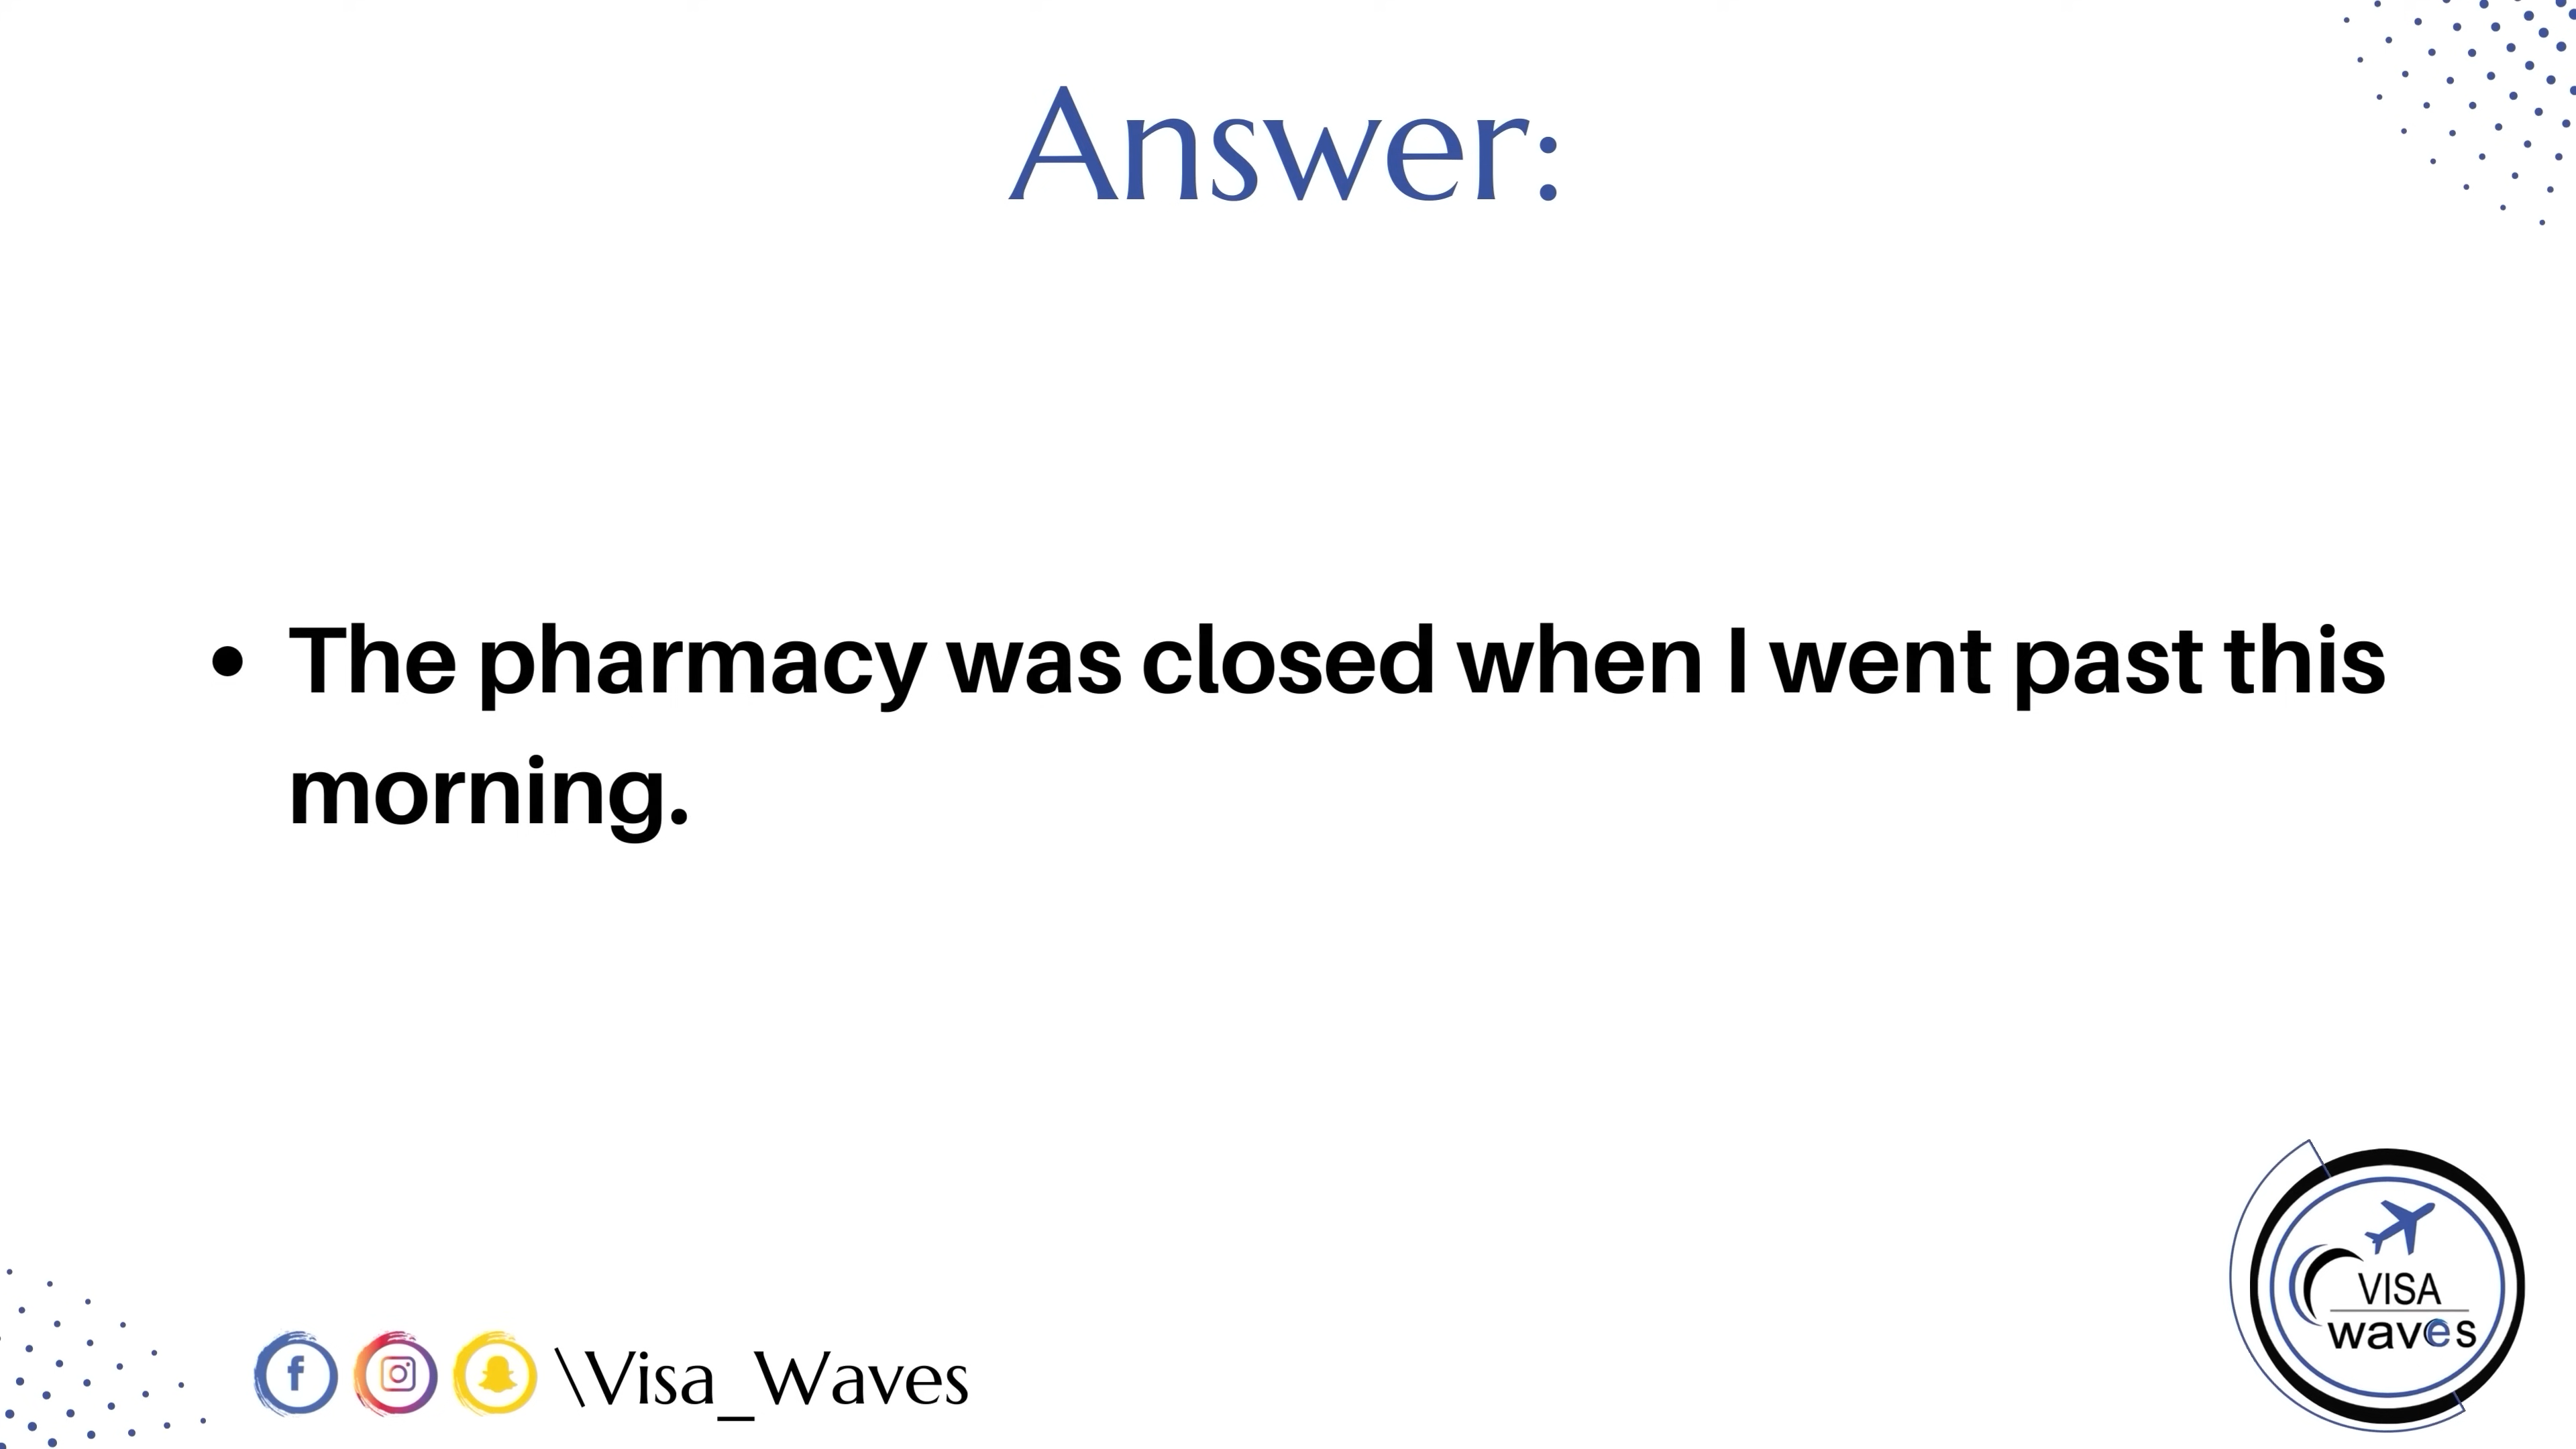 Answer:
• The pharmacy was closed when I went past this
morning.
\Visa_Waves
VISA
waves